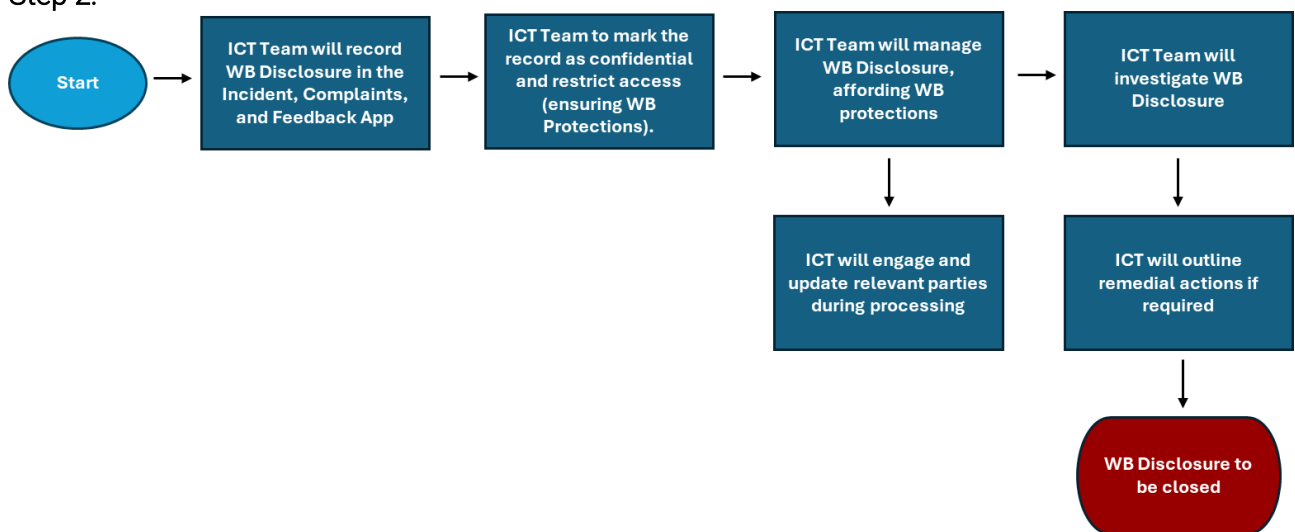 Step 2:
Start
ICT Team will record
WB Disclosure in the
Incident, Complaints,
and Feedback App
ICT Team to mark the
record as confidential
and restrict access
(ensuring WB
Protections).
ICT Team will manage
WB Disclosure,
affording WB
protections
ICT Team will
investigate WB
Disclosure
ICT will engage and
update relevant parties
during processing
ICT will outline
remedial actions if
required
WB Disclosure to
be closed